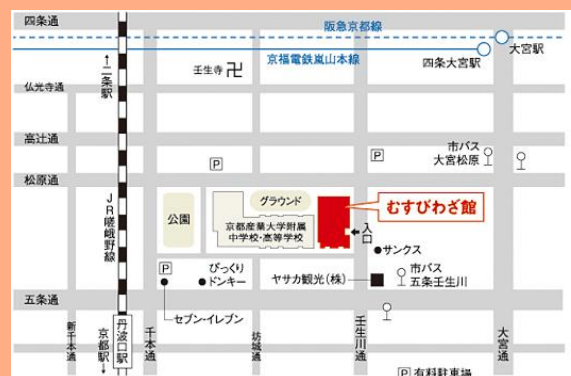 四条通
阪急京都線
大宮駅
京福電鉄嵐山本線
四条大宮駅
←二条駅
壬生寺
仏光寺通
高辻通
市バス
大宮松原
P
P
松原通
JR嵯峨野線
公園
グラウンド
京都産業大学附属
中学校・高等学校
むすびわざ館
入口
サンクス
P
びっくり
ドンキー
ヤサカ観光(株)
市バス
五条壬生川
五条通
セブン-イレブン
新千本通
京都駅→
丹波口駅
千本通
坊城通
壬生川通
大宮通
P 有料駐車場